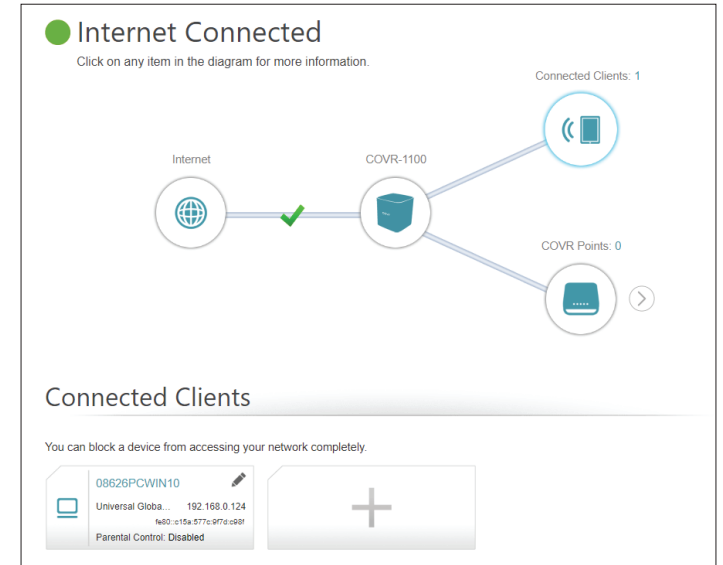 Internet Connected
Click on any item in the diagram for more information.
Connected Clients: 1
Internet
COVR-1100
COVR Points: 0
Connected Clients
You can block a device from accessing your network completely.
08626PCWIN10
Universal Globa... 192.168.0.124
fe80::c15a:577c:9f7d:c98f
Parental Control: Disabled